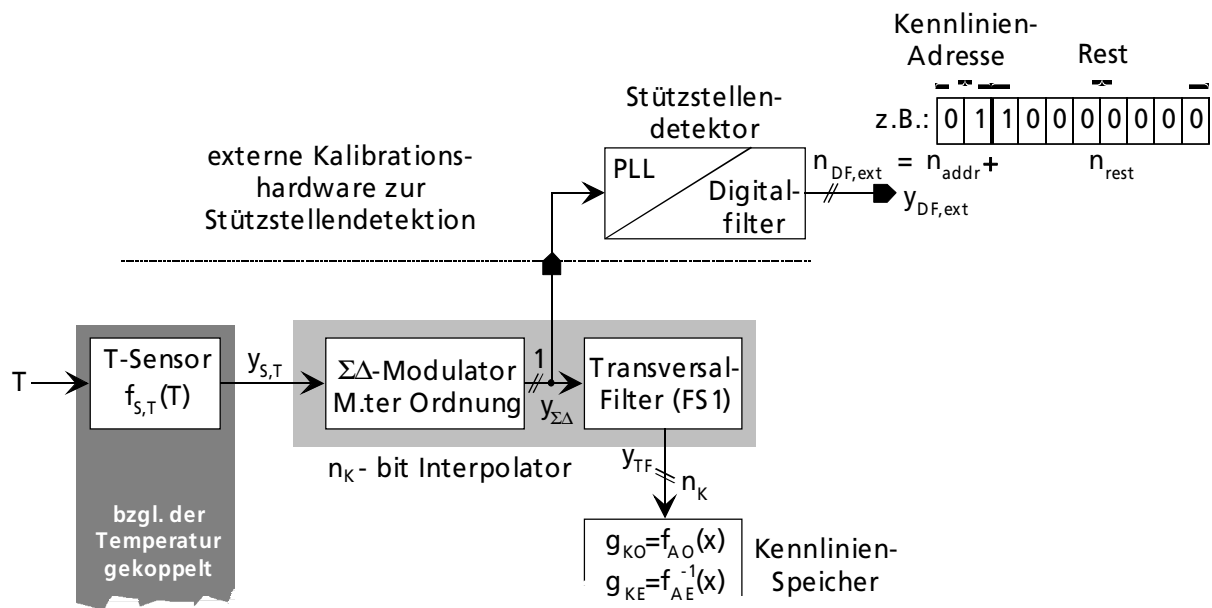 Kennlinien-
Adresse
Rest
z.B.: 0 1 1 0 0 0 0 0 0 0
n_DF,ext = n_addr + n_rest
y_DF,ext
Stützstellen-
detektor
PLL
Digital-
filter
externe Kalibrations-
hardware zur
Stützstellendetektion
T
T-Sensor
f_S,T(T)
y_S,T
ΣΔ-Modulator
M.ter Ordnung
1
y_ΣΔ
Transversal-
Filter (FS1)
n_K - bit Interpolator
y_TF
n_K
bzgl. der
Temperatur
gekoppelt
g_KO=f_AO(x)
g_KE=f_AE^-1(x)
Kennlinien-
Speicher